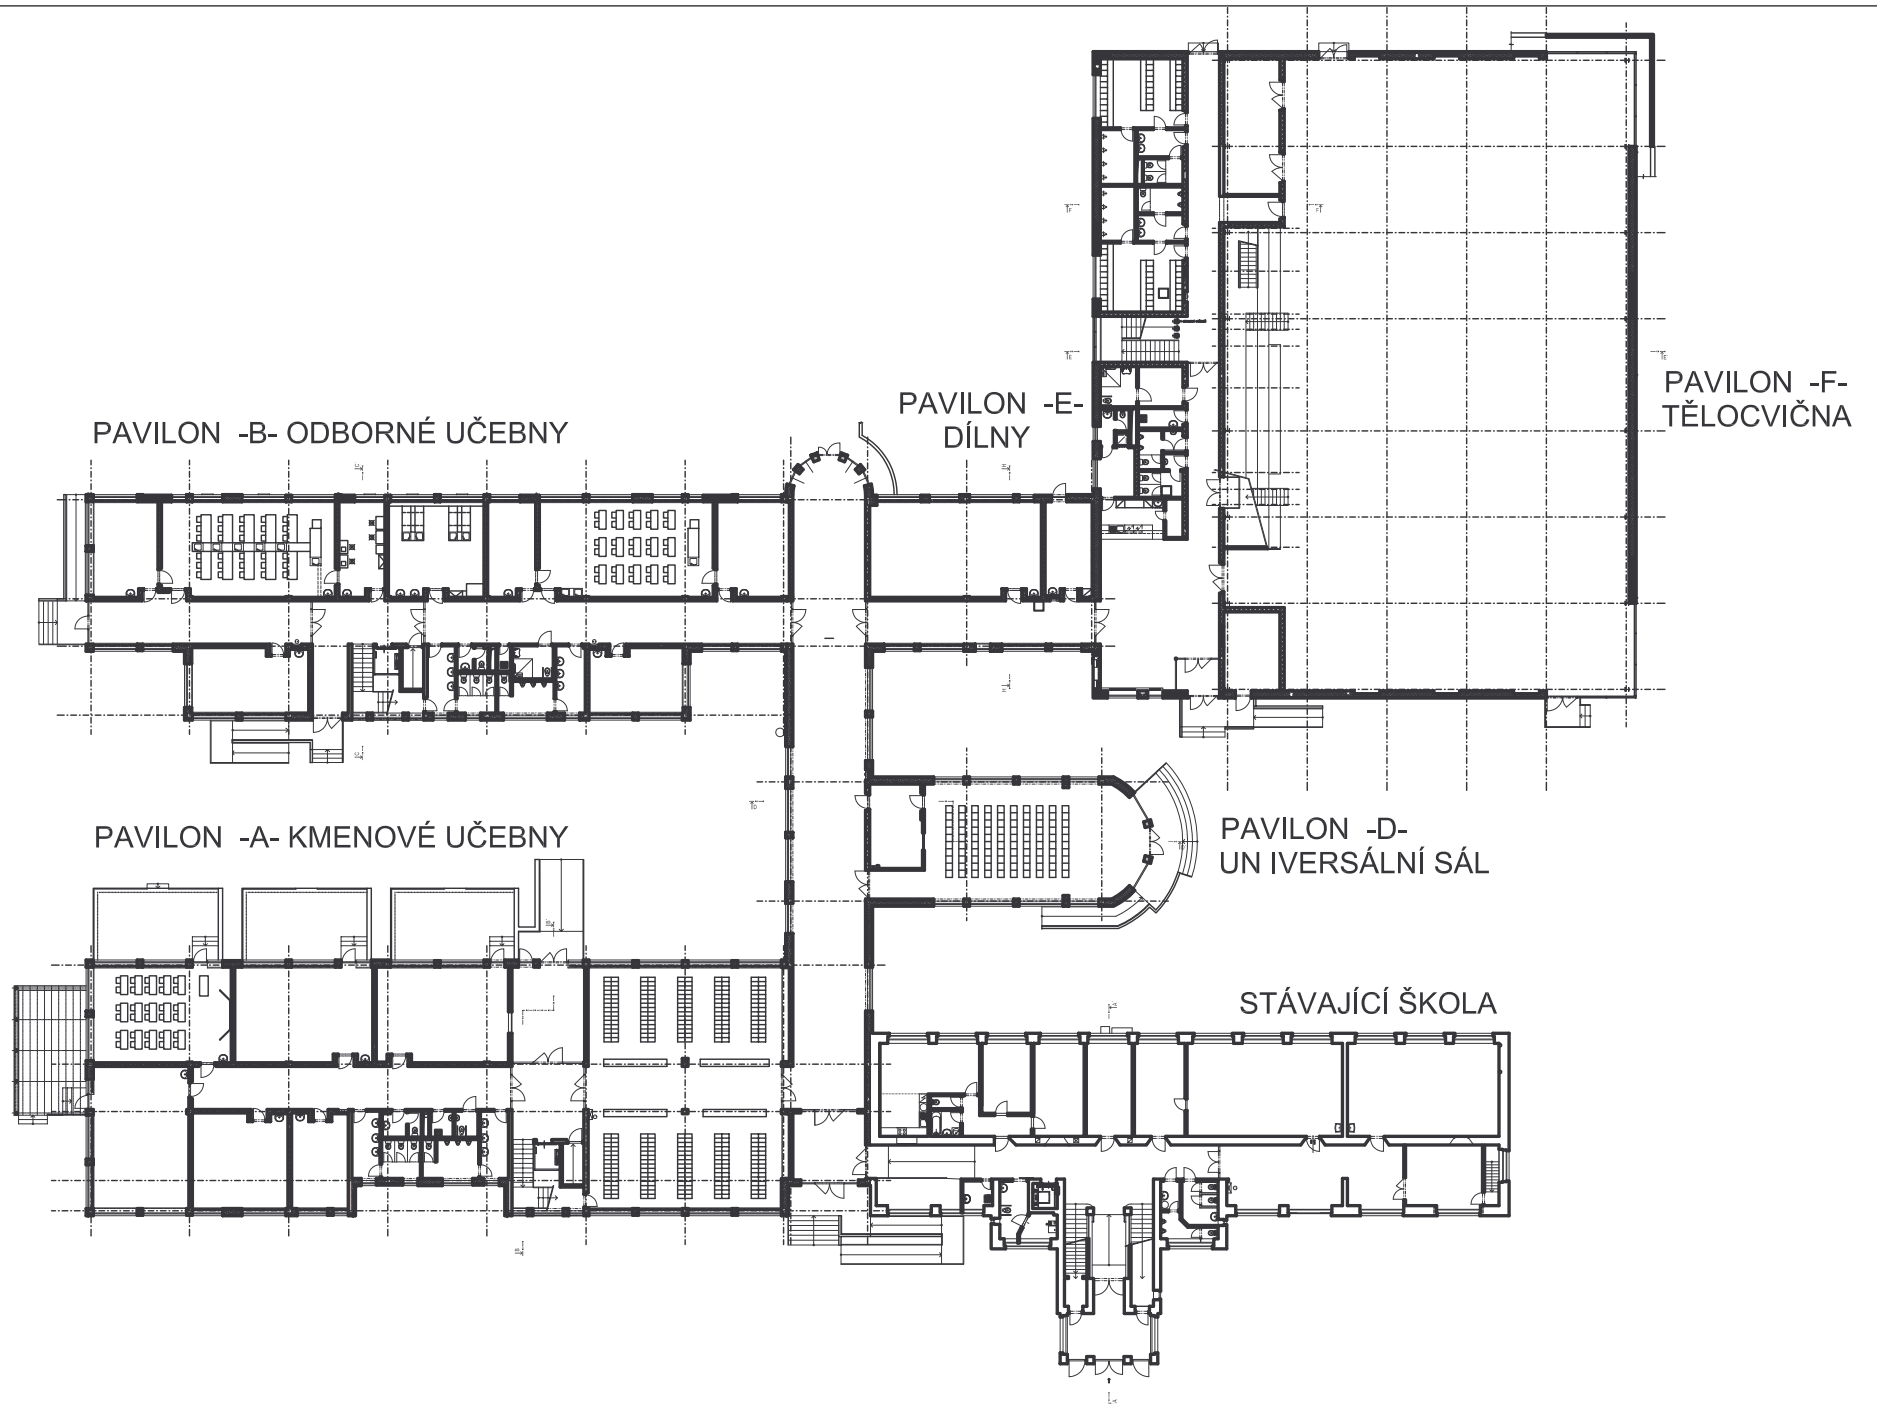 PAVILON -E-
DÍLNY
PAVILON -F-
TĚLOCVIČNA
PAVILON -B- ODBORNÉ UČEBNY
PAVILON -A- KMENOVÉ UČEBNY
PAVILON -D-
UN IVERSÁLNÍ SÁL
STÁVAJÍCÍ ŠKOLA